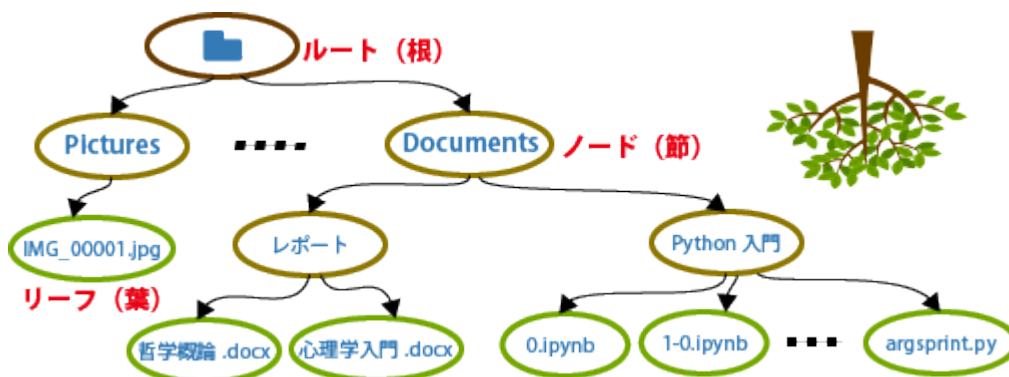 ルート（根）
Pictures
Documents
ノード（節）
IMG_00001.jpg
レポート
Python 入門
リーフ（葉）
哲学概論 .docx
心理学入門 .docx
0.ipynb
1-0.ipynb
argsprint.py